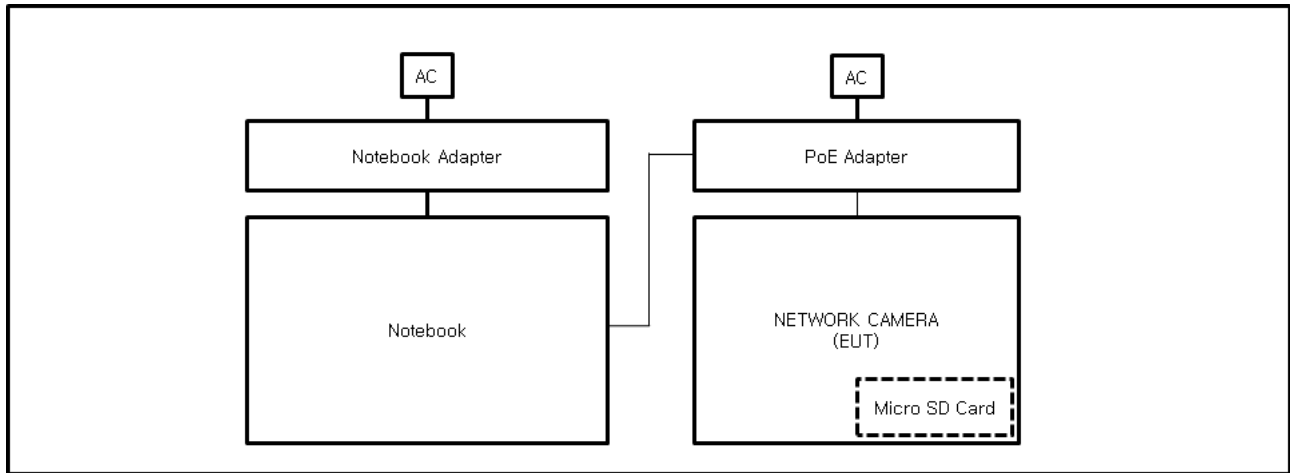 AC
AC
Notebook Adapter
PoE Adapter
Notebook
NETWORK CAMERA
(EUT)
Micro SD Card